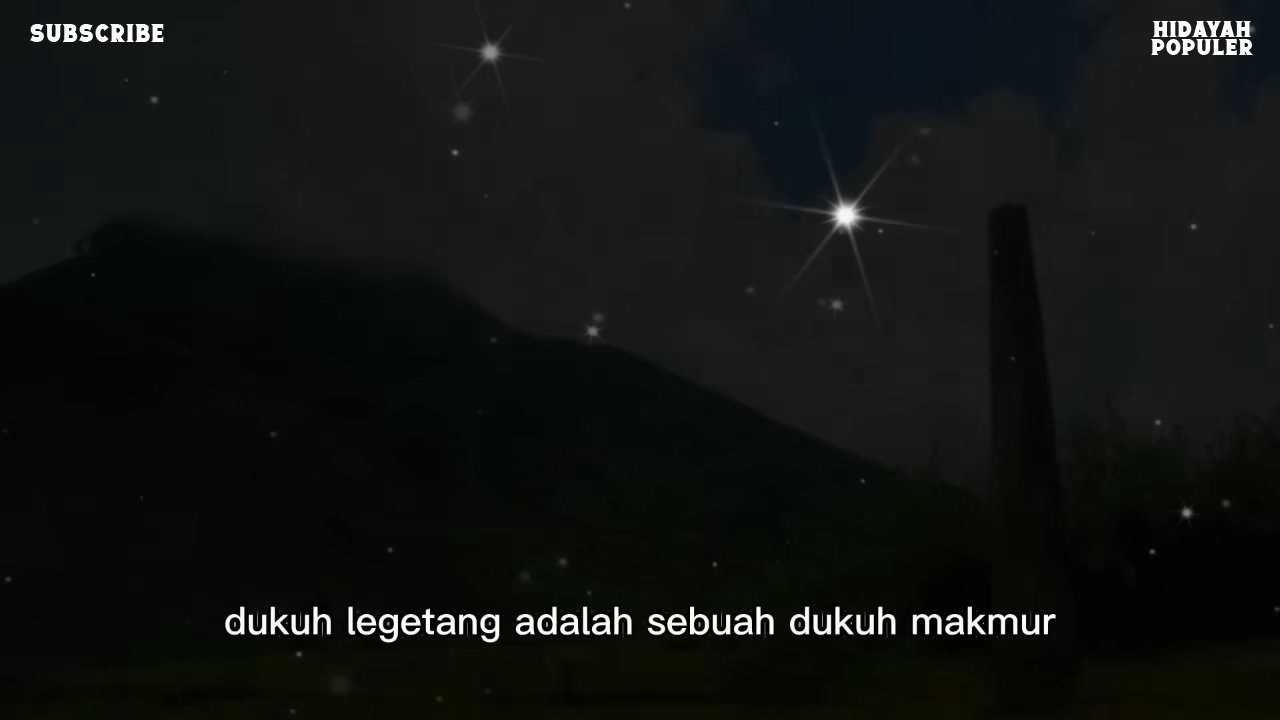 SUBSCRIBE
HIDAYAH
POPULER
dukuh legetang adalah sebuah dukuh makmur